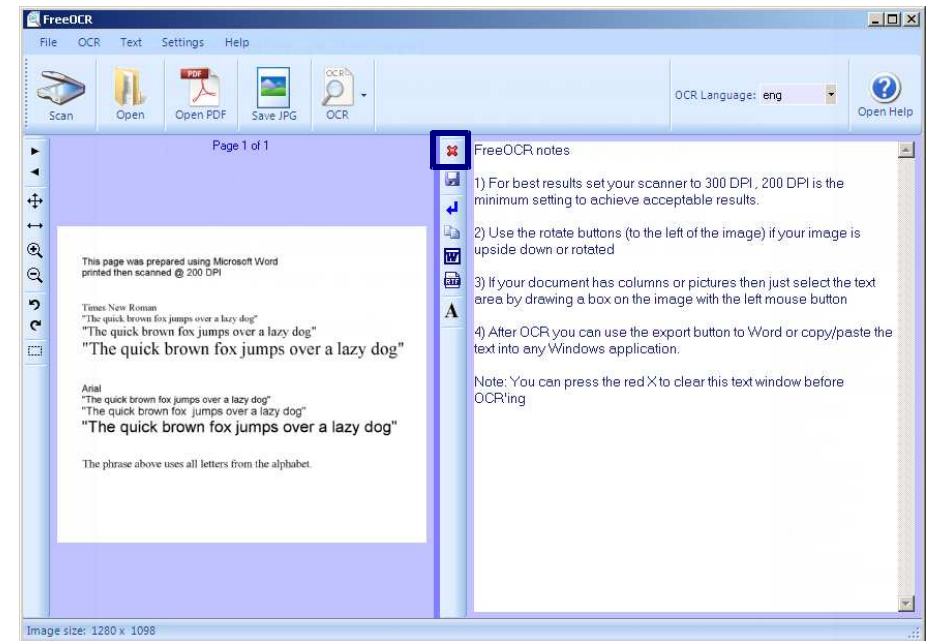 FreeOCR
File OCR Text Settings Help
Scan Open Open PDF Save JPG OCR
OCR Language: eng
Open Help
Page 1 of 1
This page was prepared using Microsoft Word
printed then scanned @ 200 DPI
Times New Roman
"The quick brown fox jumps over a lazy dog"
"The quick brown fox jumps over a lazy dog"
"The quick brown fox jumps over a lazy dog"
Arial
"The quick brown fox jumps over a lazy dog"
"The quick brown fox jumps over a lazy dog"
"The quick brown fox jumps over a lazy dog"
The phrase above uses all letters from the alphabet.
FreeOCR notes
1) For best results set your scanner to 300 DPI, 200 DPI is the
minimum setting to achieve acceptable results.
2) Use the rotate buttons (to the left of the image) if your image is
upside down or rotated
3) If your document has columns or pictures then just select the text
area by drawing a box on the image with the left mouse button
4) After OCR you can use the export button to Word or copy/paste the
text into any Windows application.
Note: You can press the red X to clear this text window before
OCR'ing
Image size: 1280 x 1098